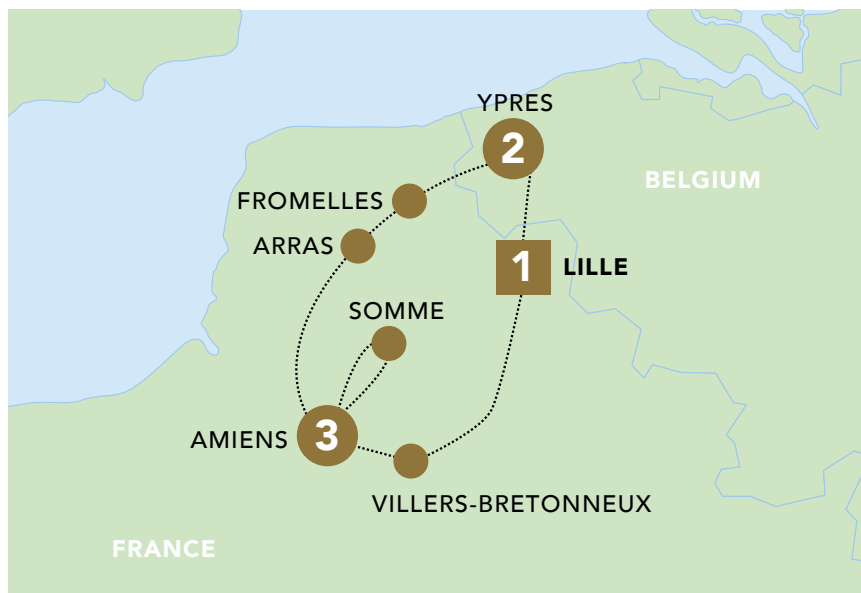 YPRES
2
BELGIUM
FROMELLES
ARRAS
1
LILLE
SOMME
AMIENS
3
VILLERS-BRETONNEUX
FRANCE